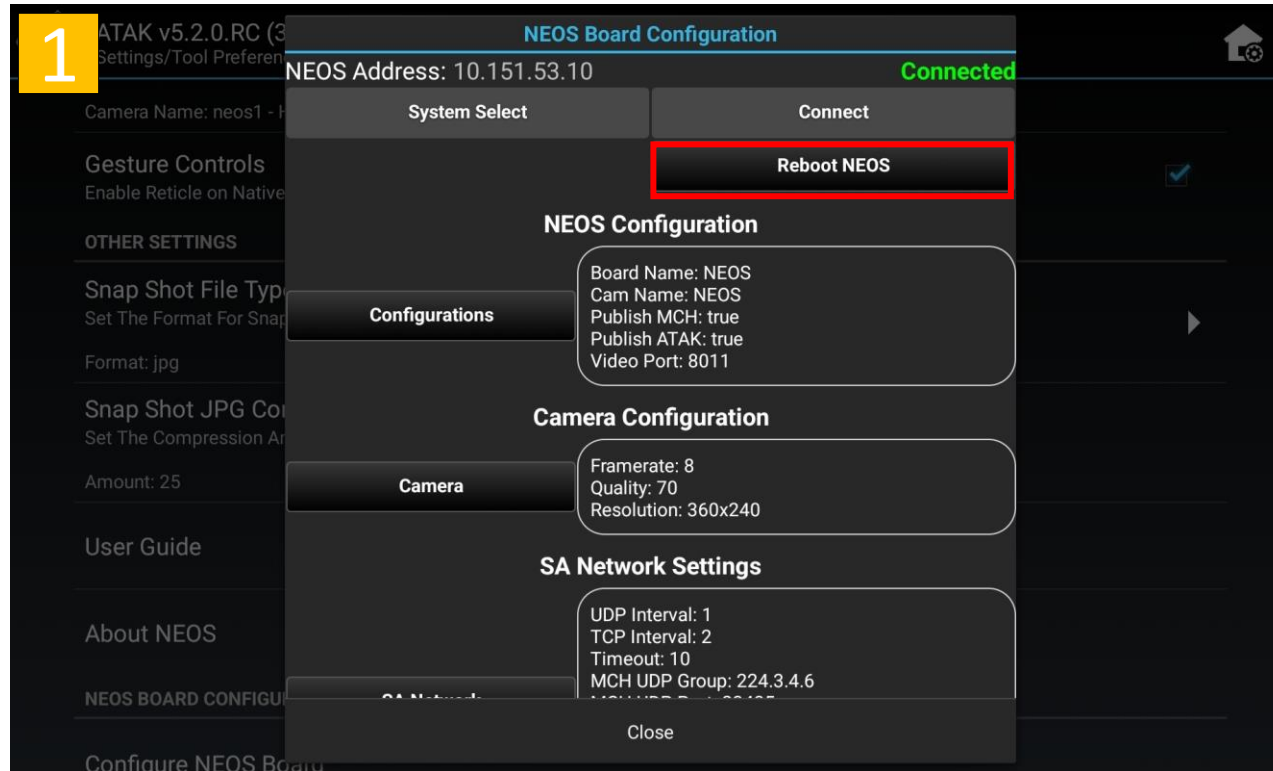 1
ATAK v5.2.0.RC (3
Settings/Tool Preferen
NEOS Board Configuration
NEOS Address: 10.151.53.10
Connected
System Select
Connect
Reboot NEOS
Camera Name: neos1 - H
Gesture Controls
Enable Reticle on Native
NEOS Configuration
OTHER SETTINGS
Configurations
Board Name: NEOS
Cam Name: NEOS
Publish MCH: true
Publish ATAK: true
Video Port: 8011
Snap Shot File Typ
Set The Format For Snap
Format: jpg
Camera Configuration
Snap Shot JPG Co
Set The Compression
Amount: 25
Camera
Framerate: 8
Quality: 70
Resolution: 360x240
User Guide
SA Network Settings
UDP Interval: 1
TCP Interval: 2
Timeout: 10
MCH UDP Group: 224.3.4.6
About NEOS
NEOS BOARD CONFIGU
Close
Configure NEOS Board